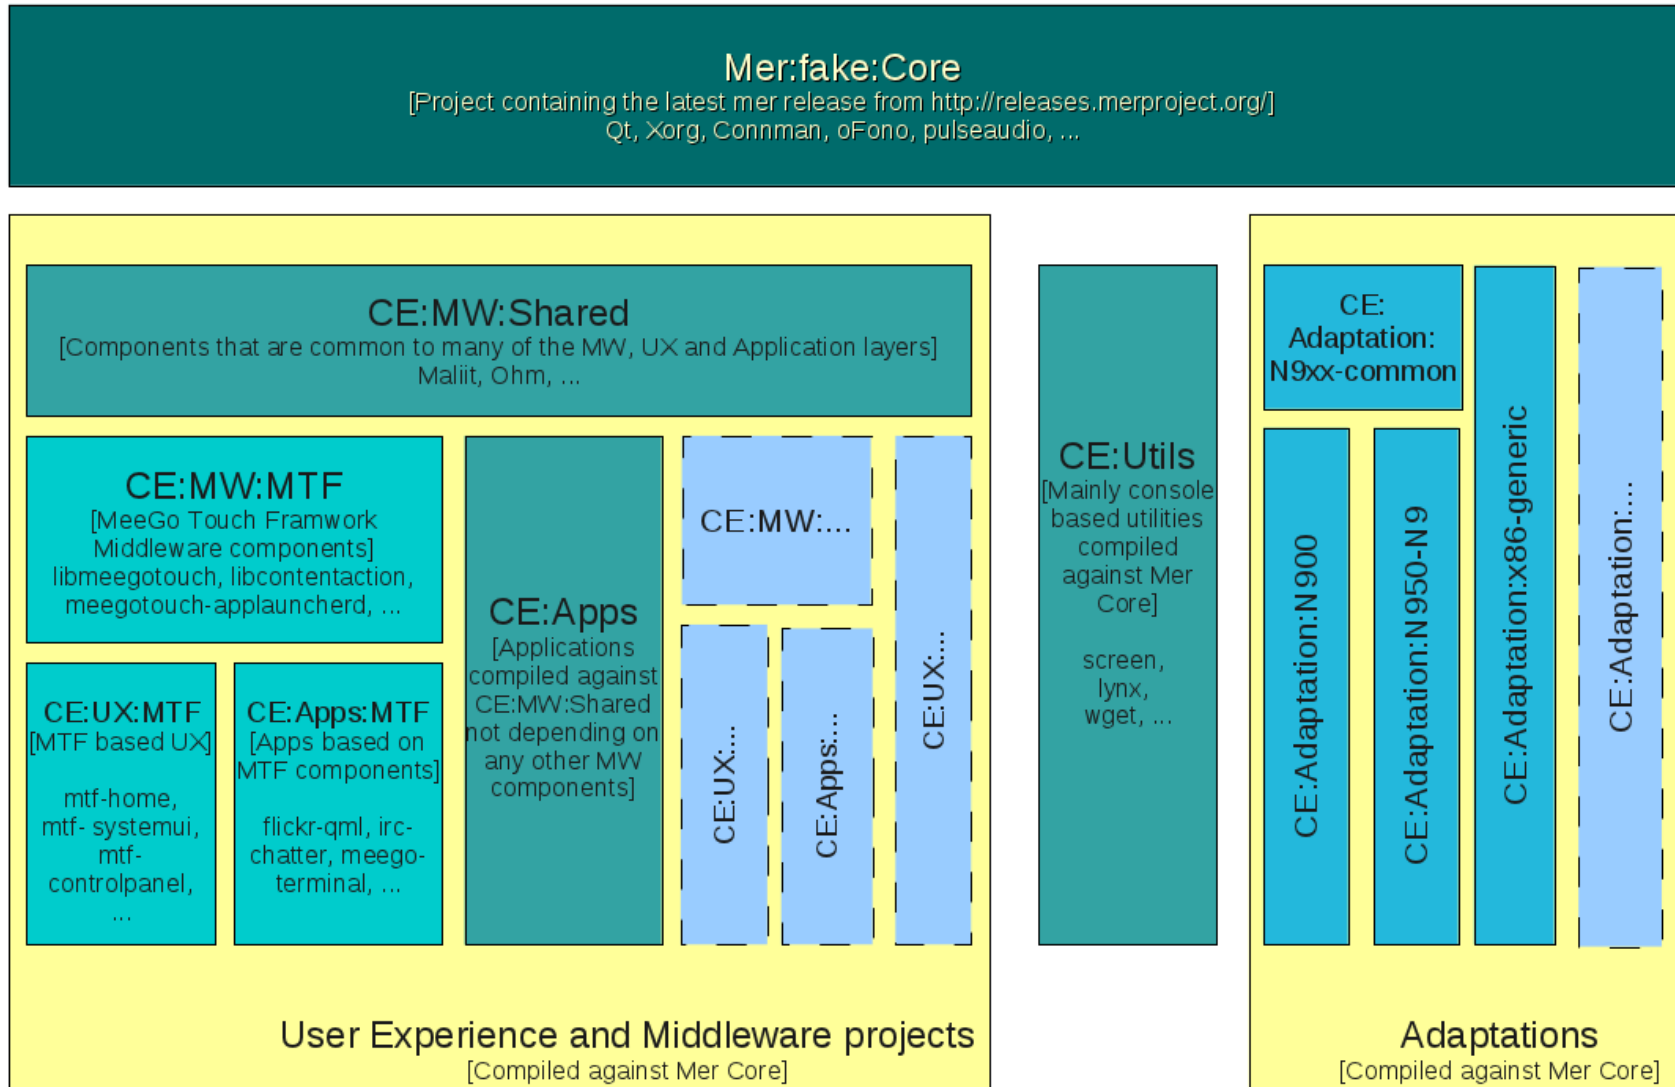 Mer:fake:Core
[Project containing the latest mer release from http://releases.merproject.org/]
Qt, Xorg, Connman, oFono, pulseaudio, ...
CE:MW:Shared
[Components that are common to many of the MW, UX and Application layers]
Maliit, Ohm, ...
CE:MW:MTF
[MeeGo Touch Framwork
Middleware components]
libmeegotouch, libcontentaction,
meegotouch-applauncherd, ...
CE:UX:MTF
[MTF based UX]
mtf-home,
mtf- systemui,
mtf-
controlpanel,
...
CE:Apps:MTF
[Apps based on
MTF components]
flickr-qml, irc-
chatter, meego-
terminal, ...
CE:Apps
[Applications
compiled against
CE:MW:Shared
not depending on
any other MW
components]
CE:MW:...
CE:UX:...
CE:Apps:...
CE:UX:...
User Experience and Middleware projects
[Compiled against Mer Core]
CE:Utils
[Mainly console
based utilities
compiled
against Mer
Core]
screen,
lynx,
wget, ...
CE:
Adaptation:
N9xx-common
CE:Adaptation:N900
CE:Adaptation:N950-N9
CE:Adaptation:x86-generic
CE:Adaptation:...
Adaptations
[Compiled against Mer Core]